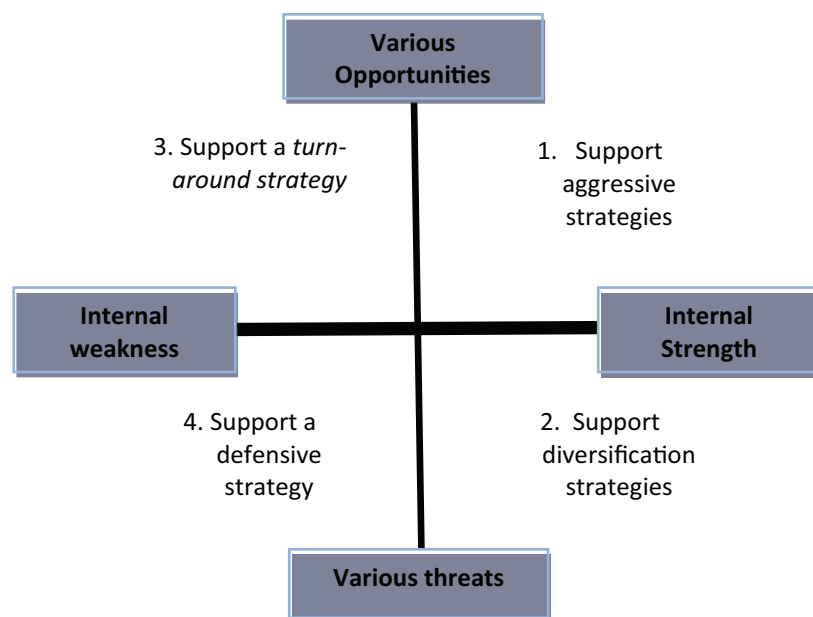 Various
Opportunities
3. Support a turn-
around strategy
1. Support
aggressive
strategies
Internal
weakness
Internal
Strength
4. Support a
defensive
strategy
2. Support
diversification
strategies
Various threats